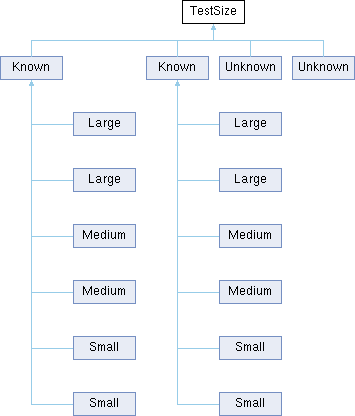 TestSize
Known Known Unknown Unknown
Large Large
Large Large
Medium Medium
Medium Medium
Small Small
Small Small